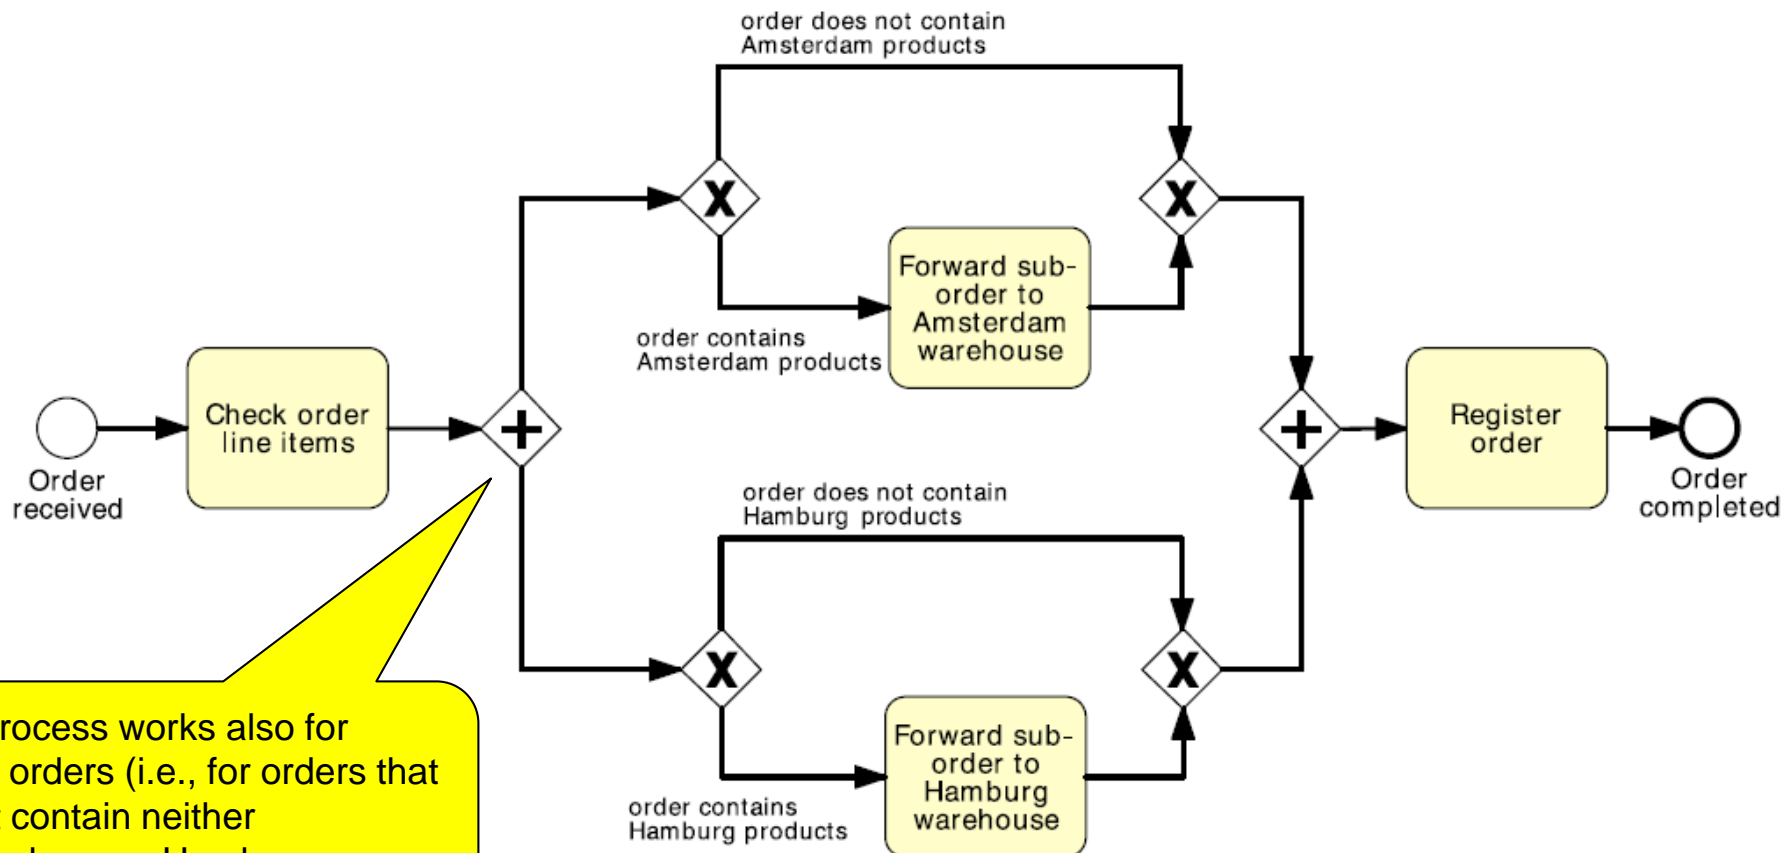 order does not contain
Amsterdam products
Forward sub-
order to
Amsterdam
warehouse
order contains
Amsterdam products
Check order
line items
Register
order
Order
received
Order
completed
order does not contain
Hamburg products
Forward sub-
order to
Hamburg
warehouse
order contains
Hamburg products
works also for
orders (i.e., for orders that
contain neither